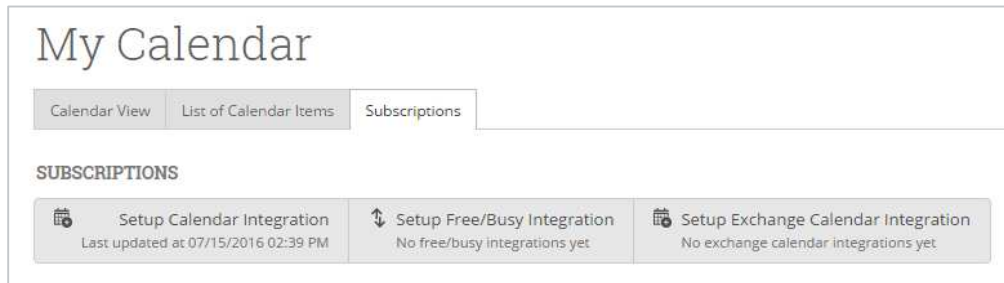 My Calendar
Calendar View
List of Calendar Items
Subscriptions
SUBSCRIPTIONS
Setup Calendar Integration
Last updated at 07/15/2016 02:39 PM
Setup Free/Busy Integration
No free/busy integrations yet
Setup Exchange Calendar Integration
No exchange calendar integrations yet